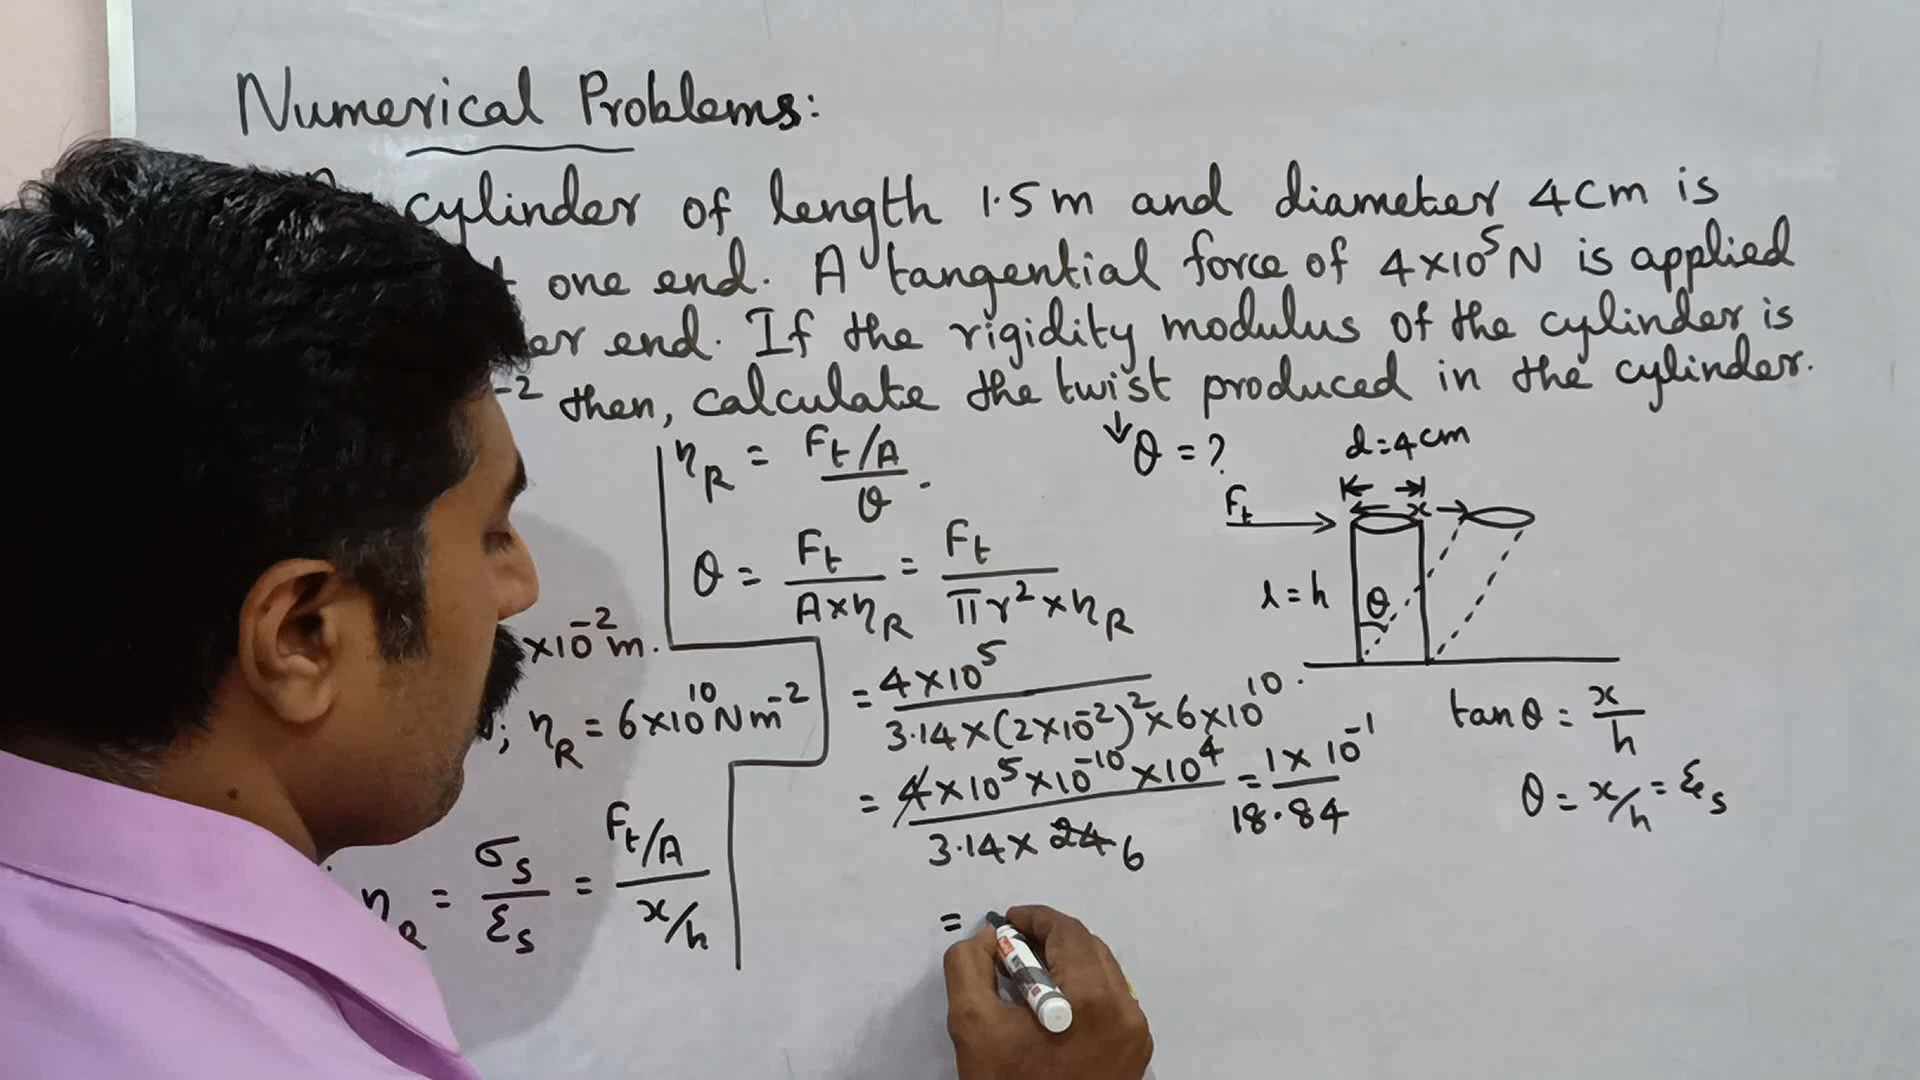 Numerical Problems:
cylinder of length 1.5m and diameter 4cm is
one end. A tangential force of 4×10⁵N is applied
er end. If the rigidity modulus of the cylinder is
⁻² then, calculate the twist produced in the cylinder.
η_R = F_t/A / θ .
↓θ = ?
d=4cm
F_t
x
l=h
θ
θ = F_t / A×η_R = F_t / πr²×η_R
×10⁻²m.
; η_R = 6×10¹⁰Nm⁻²
= 4×10⁵ / 3.14×(2×10⁻²)²×6×10¹⁰.
tanθ = x/h
= 4×10⁵×10⁻¹⁰×10⁴ / 3.14×24 6 = 1×10⁻¹ / 18.84
θ = x/h = ε_s
η_R = σ_s / ε_s = F_t/A / x/h
=